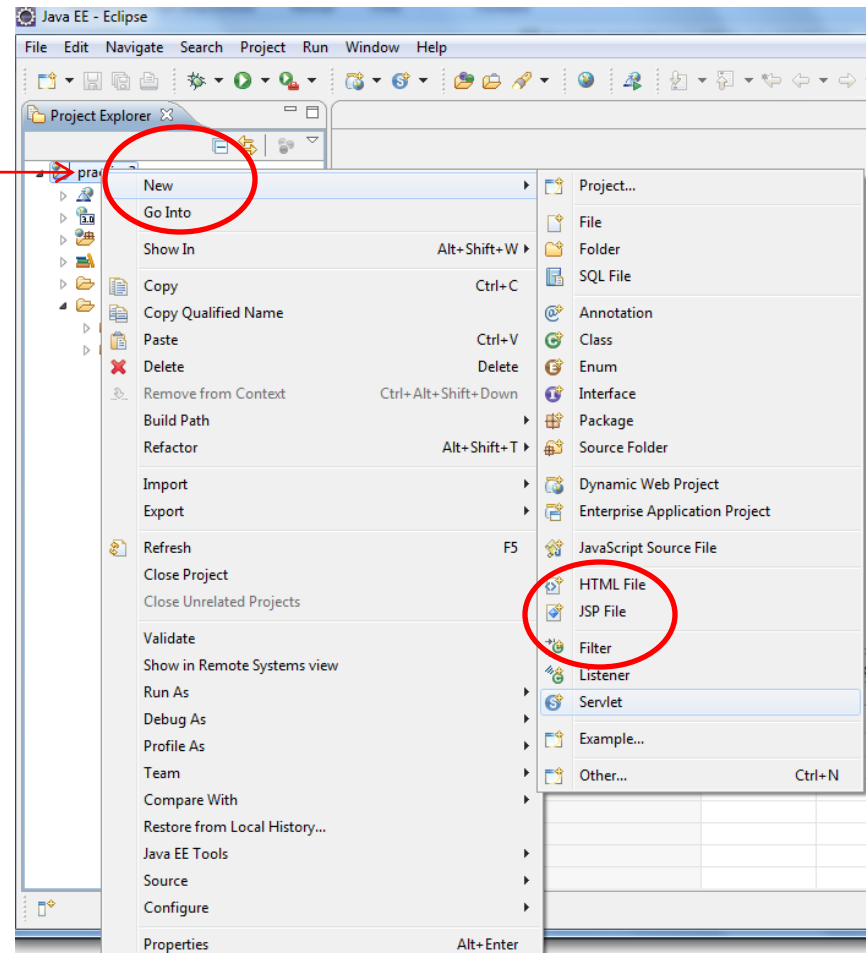 Java EE - Eclipse
File Edit Navigate Search Project Run Window Help
Project Explorer
New
Go Into
Show In Alt+Shift+W
Copy Ctrl+C
Copy Qualified Name
Paste Ctrl+V
Delete Delete
Remove from Context Ctrl+Alt+Shift+Down
Build Path
Refactor Alt+Shift+T
Import
Export
Refresh F5
Close Project
Close Unrelated Projects
Validate
Show in Remote Systems view
Run As
Debug As
Profile As
Team
Compare With
Restore from Local History...
Java EE Tools
Source
Configure
Properties Alt+Enter
Project...
File
Folder
SQL File
Annotation
Class
Enum
Interface
Package
Source Folder
Dynamic Web Project
Enterprise Application Project
JavaScript Source File
HTML File
JSP File
Filter
Listener
Servlet
Example...
Other... Ctrl+N